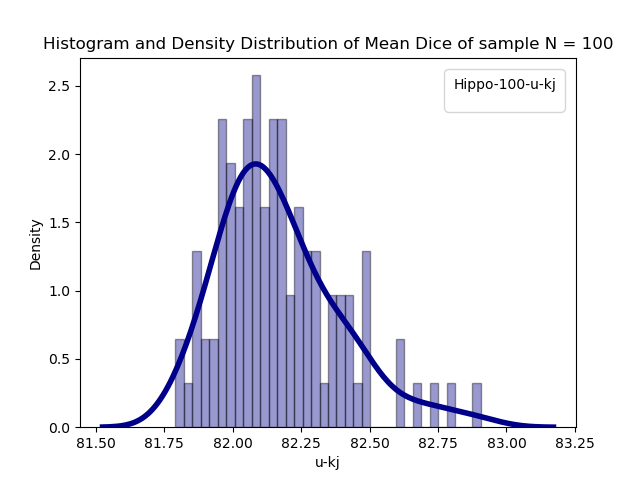 Histogram and Density Distribution of Mean Dice of sample N = 100
Hippo-100-u-kj
Density
2.5
2.0
1.5
1.0
0.5
0.0
81.50 81.75 82.00 82.25 82.50 82.75 83.00 83.25
u-kj